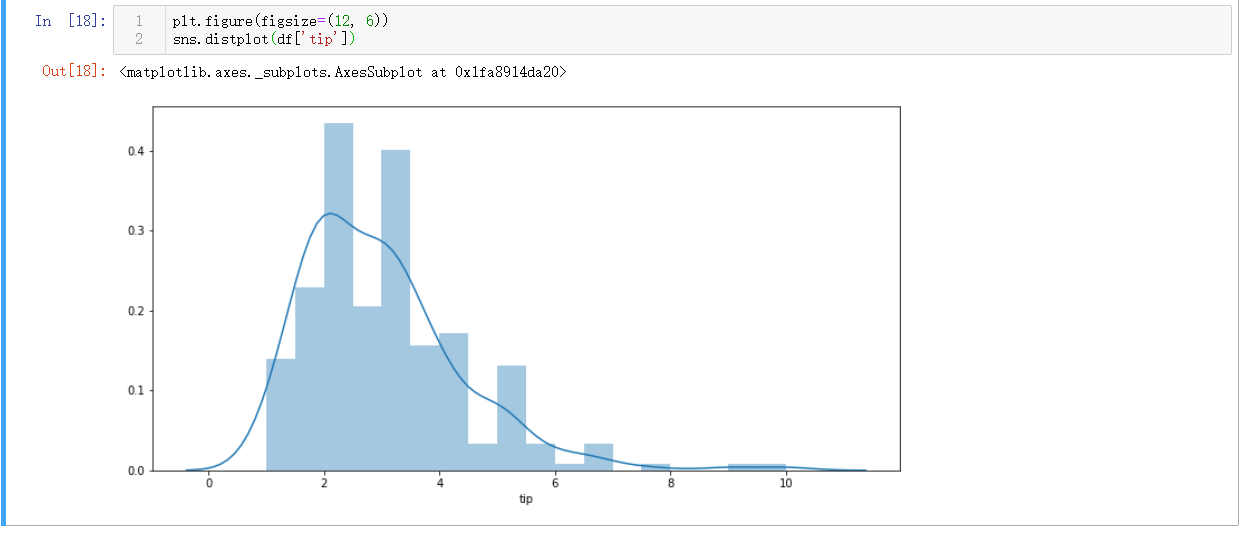 In [18]:
1 plt.figure(figsize=(12, 6))
2 sns.distplot(df['tip'])
Out[18]: <matplotlib.axes._subplots.AxesSubplot at 0x1fa8914da20>
0.4
0.3
0.2
0.1
0.0
0 2 4 6 8 10
tip